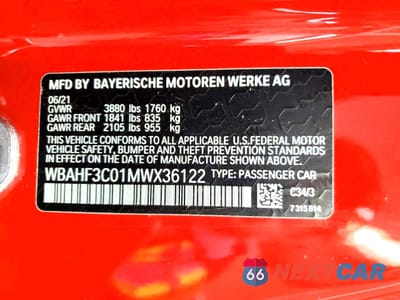 MFD BY BAYERISCHE MOTOREN WERKE AG
06/21
GVWR 3880 lbs 1760 kg
GAWR FRONT 1841 lbs 835 kg
GAWR REAR 2105 lbs 955 kg
THIS VEHICLE CONFORMS TO ALL APPLICABLE U.S.FEDERAL MOTOR
VEHICLE SAFETY, BUMPER AND THEFT PREVENTION STANDARDS
IN EFFECT ON THE DATE OF MANUFACTURE SHOWN ABOVE.
WBAHF3C01MWX36122 TYPE: PASSENGER CAR
C34/3
7315814
66 NEXTCAR